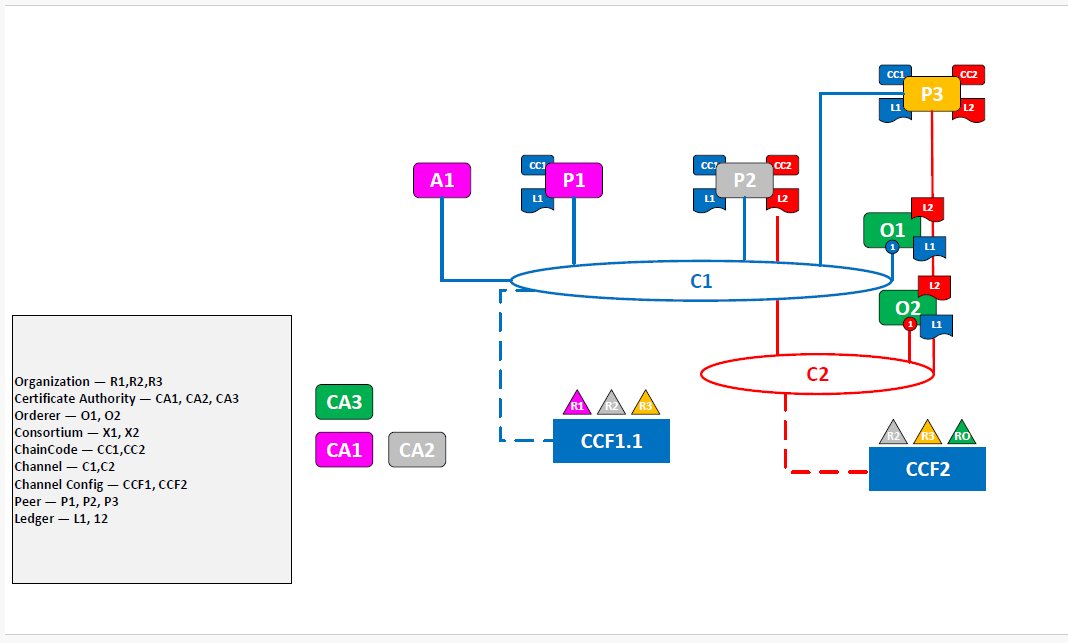 CC1
CC2
P3
L1
L2
A1
CC1
P1
L1
CC1
CC2
P2
L1
L2
L2
O1
1
L1
C1
L2
O2
1
L1
C2
Organization — R1,R2,R3
Certificate Authority — CA1, CA2, CA3
Orderer — O1, O2
Consortium — X1, X2
ChainCode — CC1,CC2
Channel — C1,C2
Channel Config — CCF1, CCF2
Peer — P1, P2, P3
Ledger — L1, 12
CA3
CA1
CA2
R1
R2
R3
CCF1.1
R2
R3
RO
CCF2